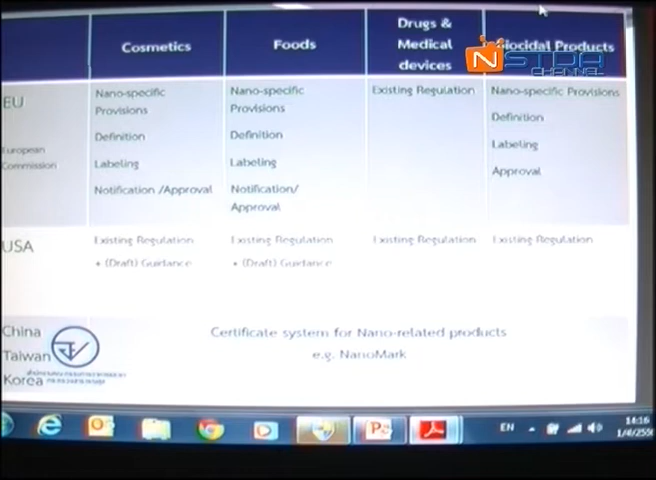 Cosmetics
Foods
Drugs &
Medical
devices
Biocidal Products
NSTDA
CHANNEL
EU
European
Commission
Nano-specific
Provisions
Definition
Labeling
Notification /Approval
Nano-specific
Provisions
Definition
Labeling
Notification/
Approval
Existing Regulation
Nano-specific Provisions
Definition
Labeling
Approval
USA
Existing Regulation
+ (Draft) Guidance
Existing Regulation
+ (Draft) Guidance
Existing Regulation
Existing Regulation
China
Taiwan
Korea
Certificate system for Nano-related products
e.g. NanoMark
EN
14:16